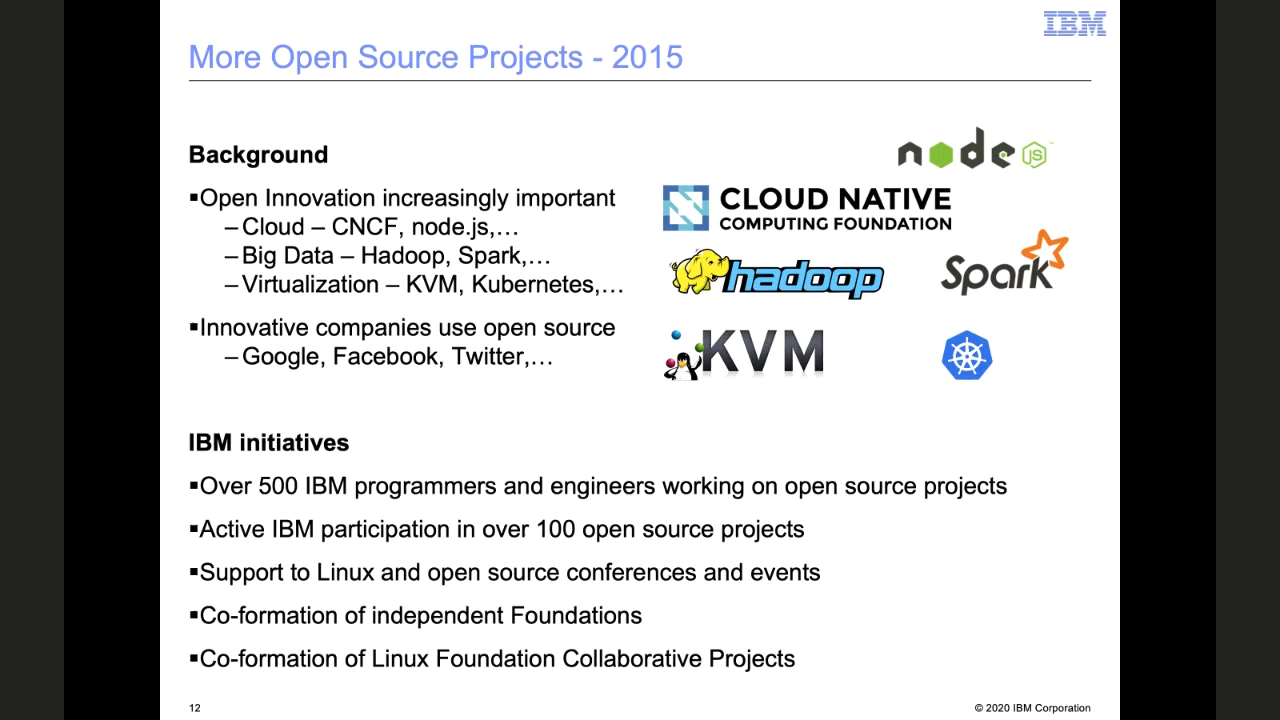 IBM
More Open Source Projects - 2015
Background
▪Open Innovation increasingly important
– Cloud – CNCF, node.js,…
– Big Data – Hadoop, Spark,…
– Virtualization – KVM, Kubernetes,…
▪Innovative companies use open source
– Google, Facebook, Twitter,…
node JS ™
CLOUD NATIVE
COMPUTING FOUNDATION
hadoop
Spark
KVM
IBM initiatives
▪Over 500 IBM programmers and engineers working on open source projects
▪Active IBM participation in over 100 open source projects
▪Support to Linux and open source conferences and events
▪Co-formation of independent Foundations
▪Co-formation of Linux Foundation Collaborative Projects
12
© 2020 IBM Corporation